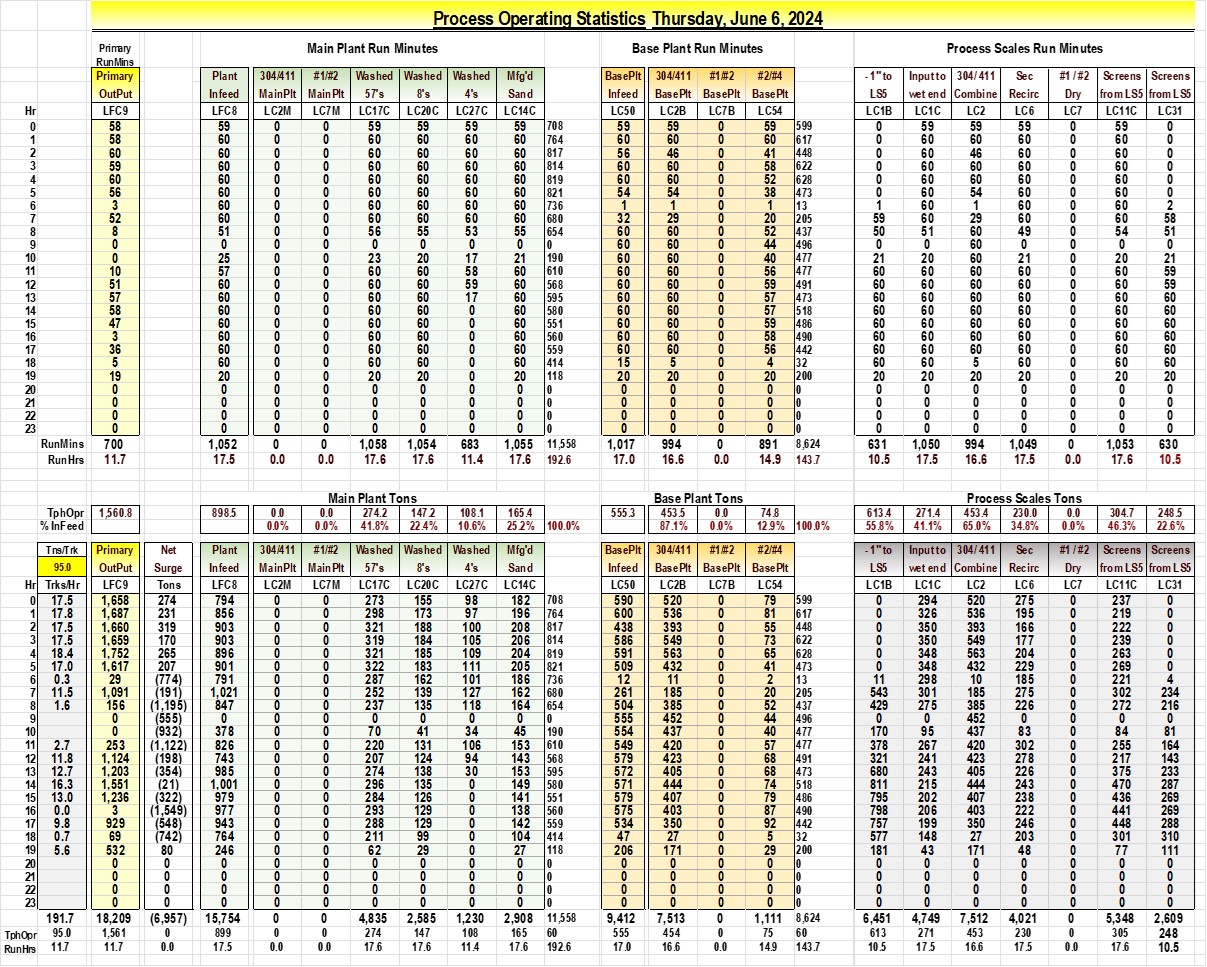 Process Operating Statistics Thursday, June 6, 2024
Primary Main Plant Run Minutes Base Plant Run Minutes Process Scales Run Minutes
RunMins
Primary Plant 304/411 #1/#2 Washed Washed Washed Mfg'd BasePlt 304/411 #1/#2 #2/#4 - 1" to Input to 304/ 411 Sec #1 / #2 Screens Screens
OutPut Infeed MainPlt MainPlt 57's 8's 4's Sand Infeed BasePlt BasePlt BasePlt LS5 wet end Combine Recirc Dry from LS5 from LS5
Hr LFC9 LFC8 LC2M LC7M LC17C LC20C LC27C LC14C LC50 LC2B LC7B LC54 LC1B LC1C LC2 LC6 LC7 LC11C LC31
0 58 59 0 0 59 59 59 59 708 59 59 0 59 599 0 59 59 59 0 59 0
1 58 60 0 0 60 60 60 60 764 60 60 0 60 617 0 60 60 60 0 60 0
2 60 60 0 0 60 60 60 60 817 56 46 0 41 448 0 60 46 60 0 60 0
3 59 60 0 0 60 60 60 60 814 60 60 0 58 622 0 60 60 60 0 60 0
4 60 60 0 0 60 60 60 60 819 60 60 0 52 628 0 60 60 60 0 60 0
5 56 60 0 0 60 60 60 60 821 54 54 0 38 473 0 60 54 60 0 60 0
6 3 60 0 0 60 60 60 60 736 1 1 0 1 13 1 60 1 60 0 60 2
7 52 60 0 0 60 60 60 60 680 32 29 0 20 205 59 60 29 60 0 60 58
8 8 51 0 0 56 55 53 55 654 60 60 0 52 437 50 51 60 49 0 54 51
9 0 0 0 0 0 0 0 0 0 60 60 0 44 496 0 0 60 0 0 0 0
10 0 25 0 0 23 20 17 21 190 60 60 0 40 477 21 20 60 21 0 20 21
11 10 57 0 0 60 60 58 60 610 60 60 0 56 477 60 60 60 60 0 60 59
12 51 60 0 0 60 60 59 60 568 60 60 0 59 491 60 60 60 60 0 60 59
13 57 60 0 0 60 60 17 60 595 60 60 0 57 473 60 60 60 60 0 60 60
14 58 60 0 0 60 60 0 60 580 60 60 0 57 518 60 60 60 60 0 60 60
15 47 60 0 0 60 60 0 60 551 60 60 0 59 486 60 60 60 60 0 60 60
16 3 60 0 0 60 60 0 60 560 60 60 0 58 490 60 60 60 60 0 60 60
17 36 60 0 0 60 60 0 60 559 60 60 0 56 442 60 60 60 60 0 60 60
18 5 60 0 0 60 60 0 60 414 15 5 0 4 32 60 60 5 60 0 60 60
19 19 20 0 0 20 20 0 20 118 20 20 0 20 200 20 20 20 20 0 20 20
20 0 0 0 0 0 0 0 0 0 0 0 0 0 0 0 0 0 0 0 0 0
21 0 0 0 0 0 0 0 0 0 0 0 0 0 0 0 0 0 0 0 0 0
22 0 0 0 0 0 0 0 0 0 0 0 0 0 0 0 0 0 0 0 0 0
23 0 0 0 0 0 0 0 0 0 0 0 0 0 0 0 0 0 0 0 0 0
RunMins 700 1,052 0 0 1,058 1,054 683 1,055 11,558 1,017 994 0 891 8,624 631 1,050 994 1,049 0 1,053 630
Run Hrs 11.7 17.5 0.0 0.0 17.6 17.6 11.4 17.6 192.6 17.0 16.6 0.0 14.9 143.7 10.5 17.5 16.6 17.5 0.0 17.6 10.5
Main Plant Tons Base Plant Tons Process Scales Tons
TphOpr 1,560.8 898.5 0.0 0.0 274.2 147.2 108.1 165.4 555.3 453.5 0.0 74.8 613.4 271.4 453.4 230.0 0.0 304.7 248.5
% InFeed 0.0% 0.0% 41.8% 22.4% 10.6% 25.2% 100.0% 87.1% 0.0% 12.9% 100.0% 55.8% 41.1% 65.0% 34.8% 0.0% 46.3% 22.6%
Tns/Trk Primary Net Plant 304/411 #1/#2 Washed Washed Washed Mfg'd BasePlt 304/411 #1/#2 #2/#4 - 1" to Input to 304/ 411 Sec #1 / #2 Screens Screens
95.0 OutPut Surge Infeed MainPlt MainPlt 57's 8's 4's Sand Infeed BasePlt BasePlt BasePlt LS5 wet end Combine Recirc Dry from LS5 from LS5
Hr Trks/Hr LFC9 Tons LFC8 LC2M LC7M LC17C LC20C LC27C LC14C LC50 LC2B LC7B LC54 LC1B LC1C LC2 LC6 LC7 LC11C LC31
0 17.5 1,658 274 794 0 0 273 155 98 182 708 590 520 0 79 599 0 294 520 275 0 237 0
1 17.8 1,687 231 856 0 0 298 173 97 196 764 600 536 0 81 617 0 326 536 195 0 219 0
2 17.5 1,660 319 903 0 0 321 188 100 208 817 438 393 0 55 448 0 350 393 166 0 222 0
3 17.5 1,659 170 903 0 0 319 184 105 206 814 586 549 0 73 622 0 350 549 177 0 239 0
4 18.4 1,752 265 896 0 0 321 185 109 204 819 591 563 0 65 628 0 348 563 204 0 263 0
5 17.0 1,617 207 901 0 0 322 183 111 205 821 509 432 0 41 473 0 348 432 229 0 269 0
6 0.3 29 (774) 791 0 0 287 162 101 186 736 12 11 0 2 13 11 298 10 185 0 221 4
7 11.5 1,091 (191) 1,021 0 0 252 139 127 162 680 261 185 0 20 205 543 301 185 275 0 302 234
8 1.6 156 (1,195) 847 0 0 237 135 118 164 654 504 385 0 52 437 429 275 385 226 0 272 216
9 0 (555) 0 0 0 0 0 0 0 0 555 452 0 44 496 0 0 452 0 0 0 0
10 0 (932) 378 0 0 70 41 34 45 190 554 437 0 40 477 170 95 437 83 0 84 81
11 2.7 253 (1,122) 826 0 0 220 131 106 153 610 549 420 0 57 477 378 267 420 302 0 255 164
12 11.8 1,124 (198) 743 0 0 207 124 94 143 568 579 423 0 68 491 321 241 423 278 0 217 143
13 12.7 1,203 (354) 985 0 0 274 138 30 153 595 572 405 0 68 473 680 243 405 226 0 375 233
14 16.3 1,551 (21) 1,001 0 0 296 135 0 149 580 571 444 0 74 518 811 215 444 243 0 470 287
15 13.0 1,236 (322) 979 0 0 284 126 0 141 551 579 407 0 79 486 795 202 407 238 0 436 269
16 0.0 3 (1,549) 977 0 0 293 129 0 138 560 575 403 0 87 490 798 206 403 222 0 441 269
17 9.8 929 (548) 973 0 0 288 129 0 142 559 534 350 0 92 442 757 199 350 246 0 448 288
18 0.7 69 (742) 764 0 0 211 99 0 104 414 47 27 0 5 32 577 148 27 203 0 301 310
19 5.6 532 80 246 0 0 62 29 0 27 118 206 171 0 29 200 181 43 171 48 0 77 111
20 0 0 0 0 0 0 0 0 0 0 0 0 0 0 0 0 0 0 0 0 0 0
21 0 0 0 0 0 0 0 0 0 0 0 0 0 0 0 0 0 0 0 0 0 0
22 0 0 0 0 0 0 0 0 0 0 0 0 0 0 0 0 0 0 0 0 0 0
23 0 0 0 0 0 0 0 0 0 0 0 0 0 0 0 0 0 0 0 0 0 0
191.7 18,209 (6,957) 15,754 0 0 4,835 2,585 1,230 2,908 11,558 9,412 7,513 0 1,111 8,624 6,451 4,749 7,512 4,021 0 5,348 2,609
TphOpr 95.0 1,561 0 899 0 0 274 147 108 165 60 555 454 0 75 60 613 271 453 230 0 305 248
RunHrs 11.7 11.7 0.0 17.5 0.0 0.0 17.6 17.6 11.4 17.6 192.6 17.0 16.6 0.0 14.9 143.7 10.5 17.5 16.6 17.5 0.0 17.6 10.5